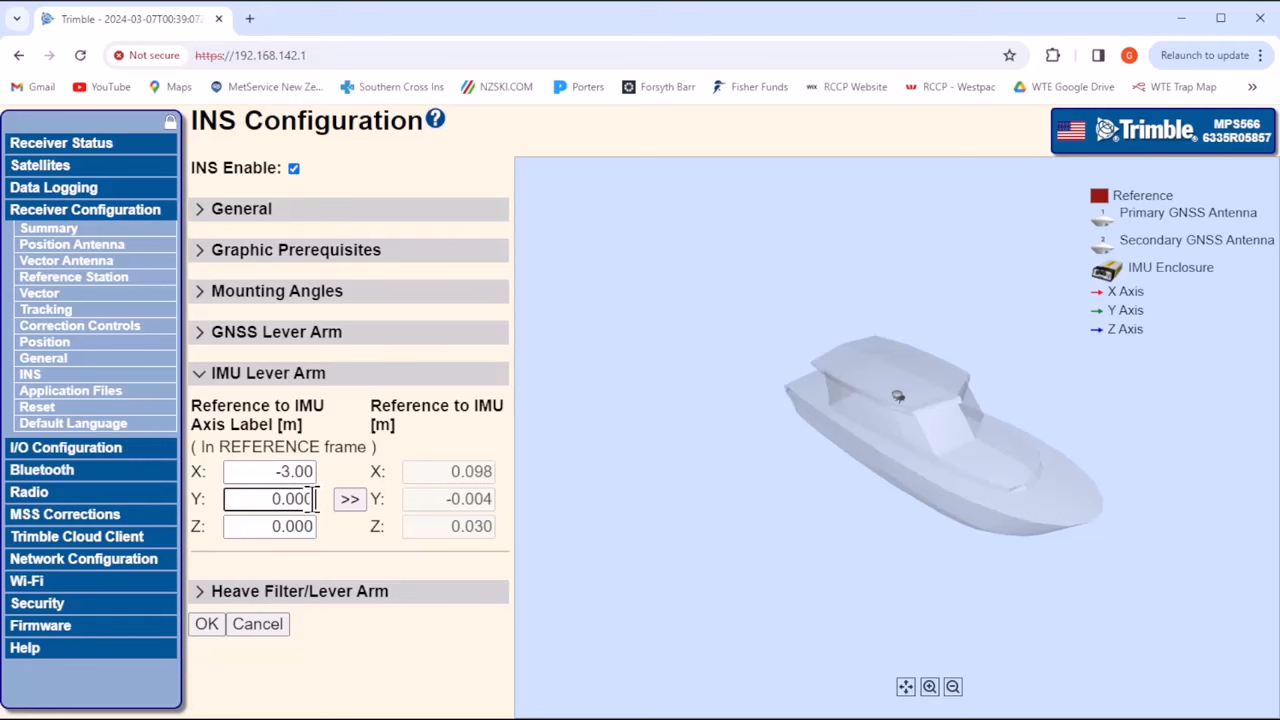 Trimble - 2024-03-07T00:39:07
Not secure
https://192.168.142.1
Relaunch to update
Gmail
YouTube
Maps
MetService New Ze...
Southern Cross Ins
NZSKI.COM
Porters
Forsyth Barr
Fisher Funds
RCCP Website
RCCP - Westpac
WTE Google Drive
WTE Trap Map
Receiver Status
Satellites
Data Logging
Receiver Configuration
Summary
Position Antenna
Vector Antenna
Reference Station
Vector
Tracking
Correction Controls
Position
General
INS
Application Files
Reset
Default Language
I/O Configuration
Bluetooth
Radio
MSS Corrections
Trimble Cloud Client
Network Configuration
Wi-Fi
Security
Firmware
Help
INS Configuration ?
INS Enable:
General
Graphic Prerequisites
Mounting Angles
GNSS Lever Arm
IMU Lever Arm
Reference to IMU
Axis Label [m]
Reference to IMU
[m]
( In REFERENCE frame )
X: -3.00 X: 0.098
Y: 0.000 >> Y: -0.004
Z: 0.000 Z: 0.030
Heave Filter/Lever Arm
OK Cancel
Trimble.
MPS566
6335R05857
Reference
1 Primary GNSS Antenna
2 Secondary GNSS Antenna
IMU Enclosure
X Axis
Y Axis
Z Axis